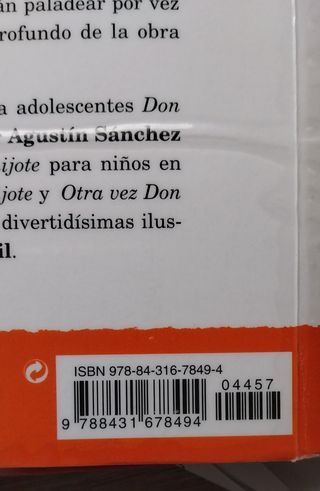 án paladear por vez
rofundo de la obra
a adolescentes Don
Agustín Sánchez
ijote para niños en
jote y Otra vez Don
divertidísimas ilus-
il.
ISBN 978-84-316-7849-4
04457
9 788431 678494